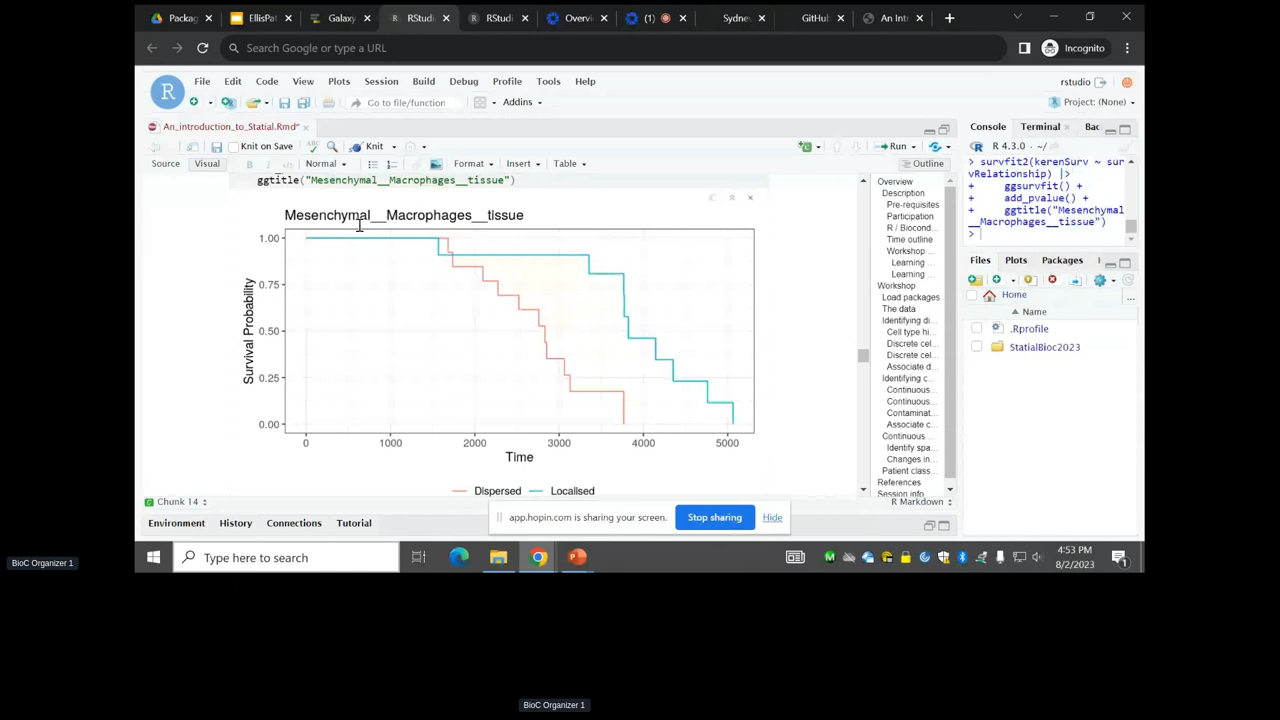 Packag
EllisPat
Galaxy
RStudi
RStudi
Overvi
(1)
Sydney
GitHub
An Intr
Search Google or type a URL
Incognito
File Edit Code View Plots Session Build Debug Profile Tools Help
rstudio
Go to file/function
Addins
Project: (None)
An_introduction_to_Statial.Rmd*
Console Terminal Bac
Knit on Save
Knit
Run
R 4.3.0 · ~/
Source Visual
B I
Normal
Format
Insert
Table
Outline
> survfit2(kerenSurv ~ sur
vRelationship) |>
+ ggsurvfit() +
+ add_pvalue() +
+ ggtitle("Mesenchymal
__Macrophages__tissue")
>
ggtitle("Mesenchymal__Macrophages__tissue")
Mesenchymal__Macrophages__tissue
1.00
0.75
0.50
0.25
0.00
Survival Probability
0 1000 2000 3000 4000 5000
Time
Dispersed Localised
Overview
Description
Pre-requisites
Participation
R / Biocond...
Time outline
Workshop ...
Learning ...
Learning ...
Workshop
Load packages
The data
Identifying di...
Cell type hi...
Discrete cel...
Discrete cel...
Associate d...
Identifying c...
Continuous...
Continuous...
Contaminat...
Associate c...
Continuous ...
Identify spa...
Changes in...
Patient class...
References
Session info
Files Plots Packages
Home
...
Name
.Rprofile
StatialBioc2023
Chunk 14
R Markdown
app.hopin.com is sharing your screen.
Stop sharing
Hide
Environment History Connections Tutorial
Type here to search
4:53 PM
8/2/2023
1
BioC Organizer 1
BioC Organizer 1